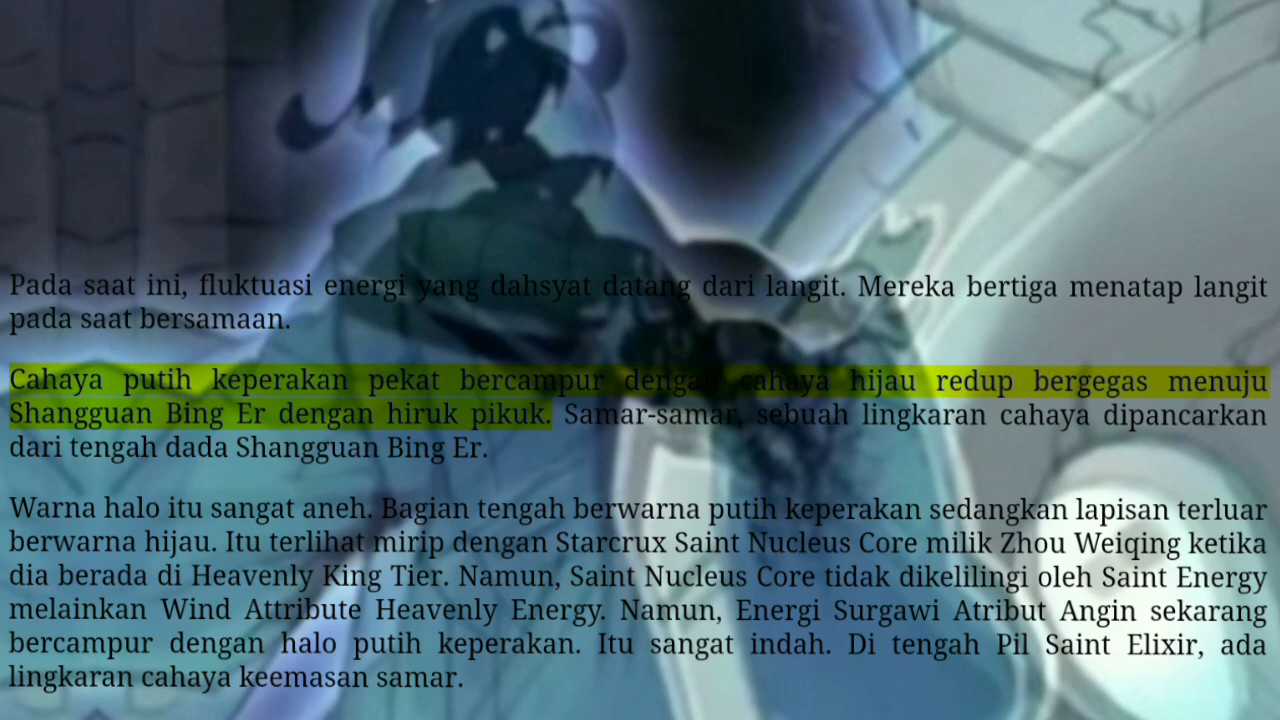 Pada saat ini, fluktuasi energi yang dahsyat datang dari langit. Mereka bertiga menatap langit
pada saat bersamaan.
Cahaya putih keperakan pekat bercampur dengan cahaya hijau redup bergegas menuju
Shangguan Bing Er dengan hiruk pikuk. Samar-samar, sebuah lingkaran cahaya dipancarkan
dari tengah dada Shangguan Bing Er.
Warna halo itu sangat aneh. Bagian tengah berwarna putih keperakan sedangkan lapisan terluar
berwarna hijau. Itu terlihat mirip dengan Starcrux Saint Nucleus Core milik Zhou Weiqing ketika
dia berada di Heavenly King Tier. Namun, Saint Nucleus Core tidak dikelilingi oleh Saint Energy
melainkan Wind Attribute Heavenly Energy. Namun, Energi Surgawi Atribut Angin sekarang
bercampur dengan halo putih keperakan. Itu sangat indah. Di tengah Pil Saint Elixir, ada
lingkaran cahaya keemasan samar.